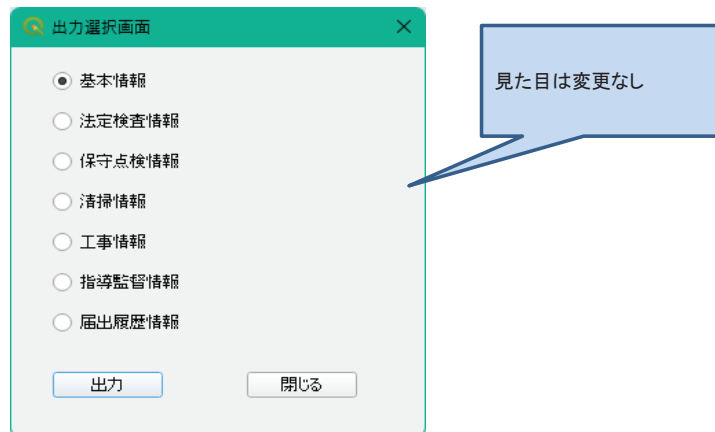 出力選択画面
基本情報
法定検査情報
保守点検情報
清掃情報
工事情報
指導監督情報
届出履歴情報
出力
閉じる
見た目は変更なし